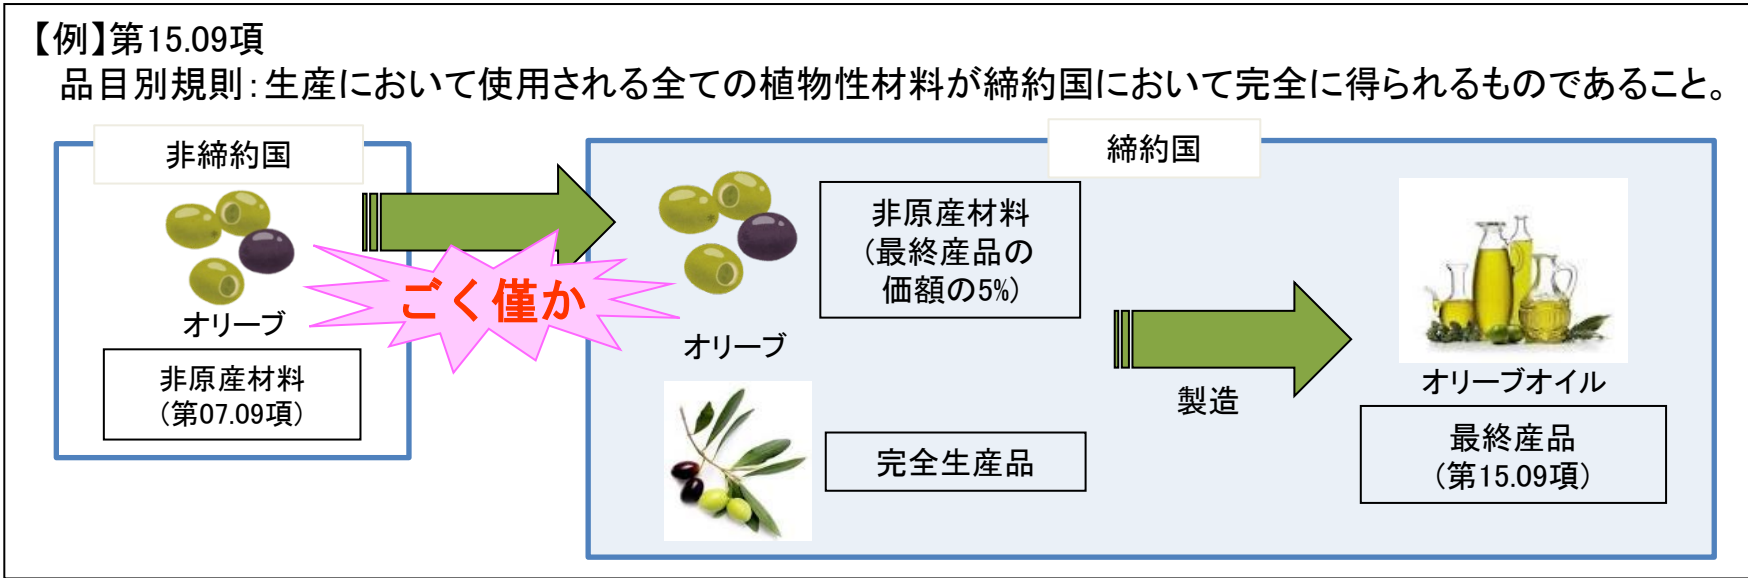 【例】第15.09項
品目別規則：生産において使用される全ての植物性材料が締約国において完全に得られるものであること。
非締約国
オリーブ
非原産材料
（第07.09項）
ごく僅か
締約国
オリーブ
非原産材料
（最終産品の
価額の5%）
完全生産品
製造
オリーブオイル
最終産品
（第15.09項）